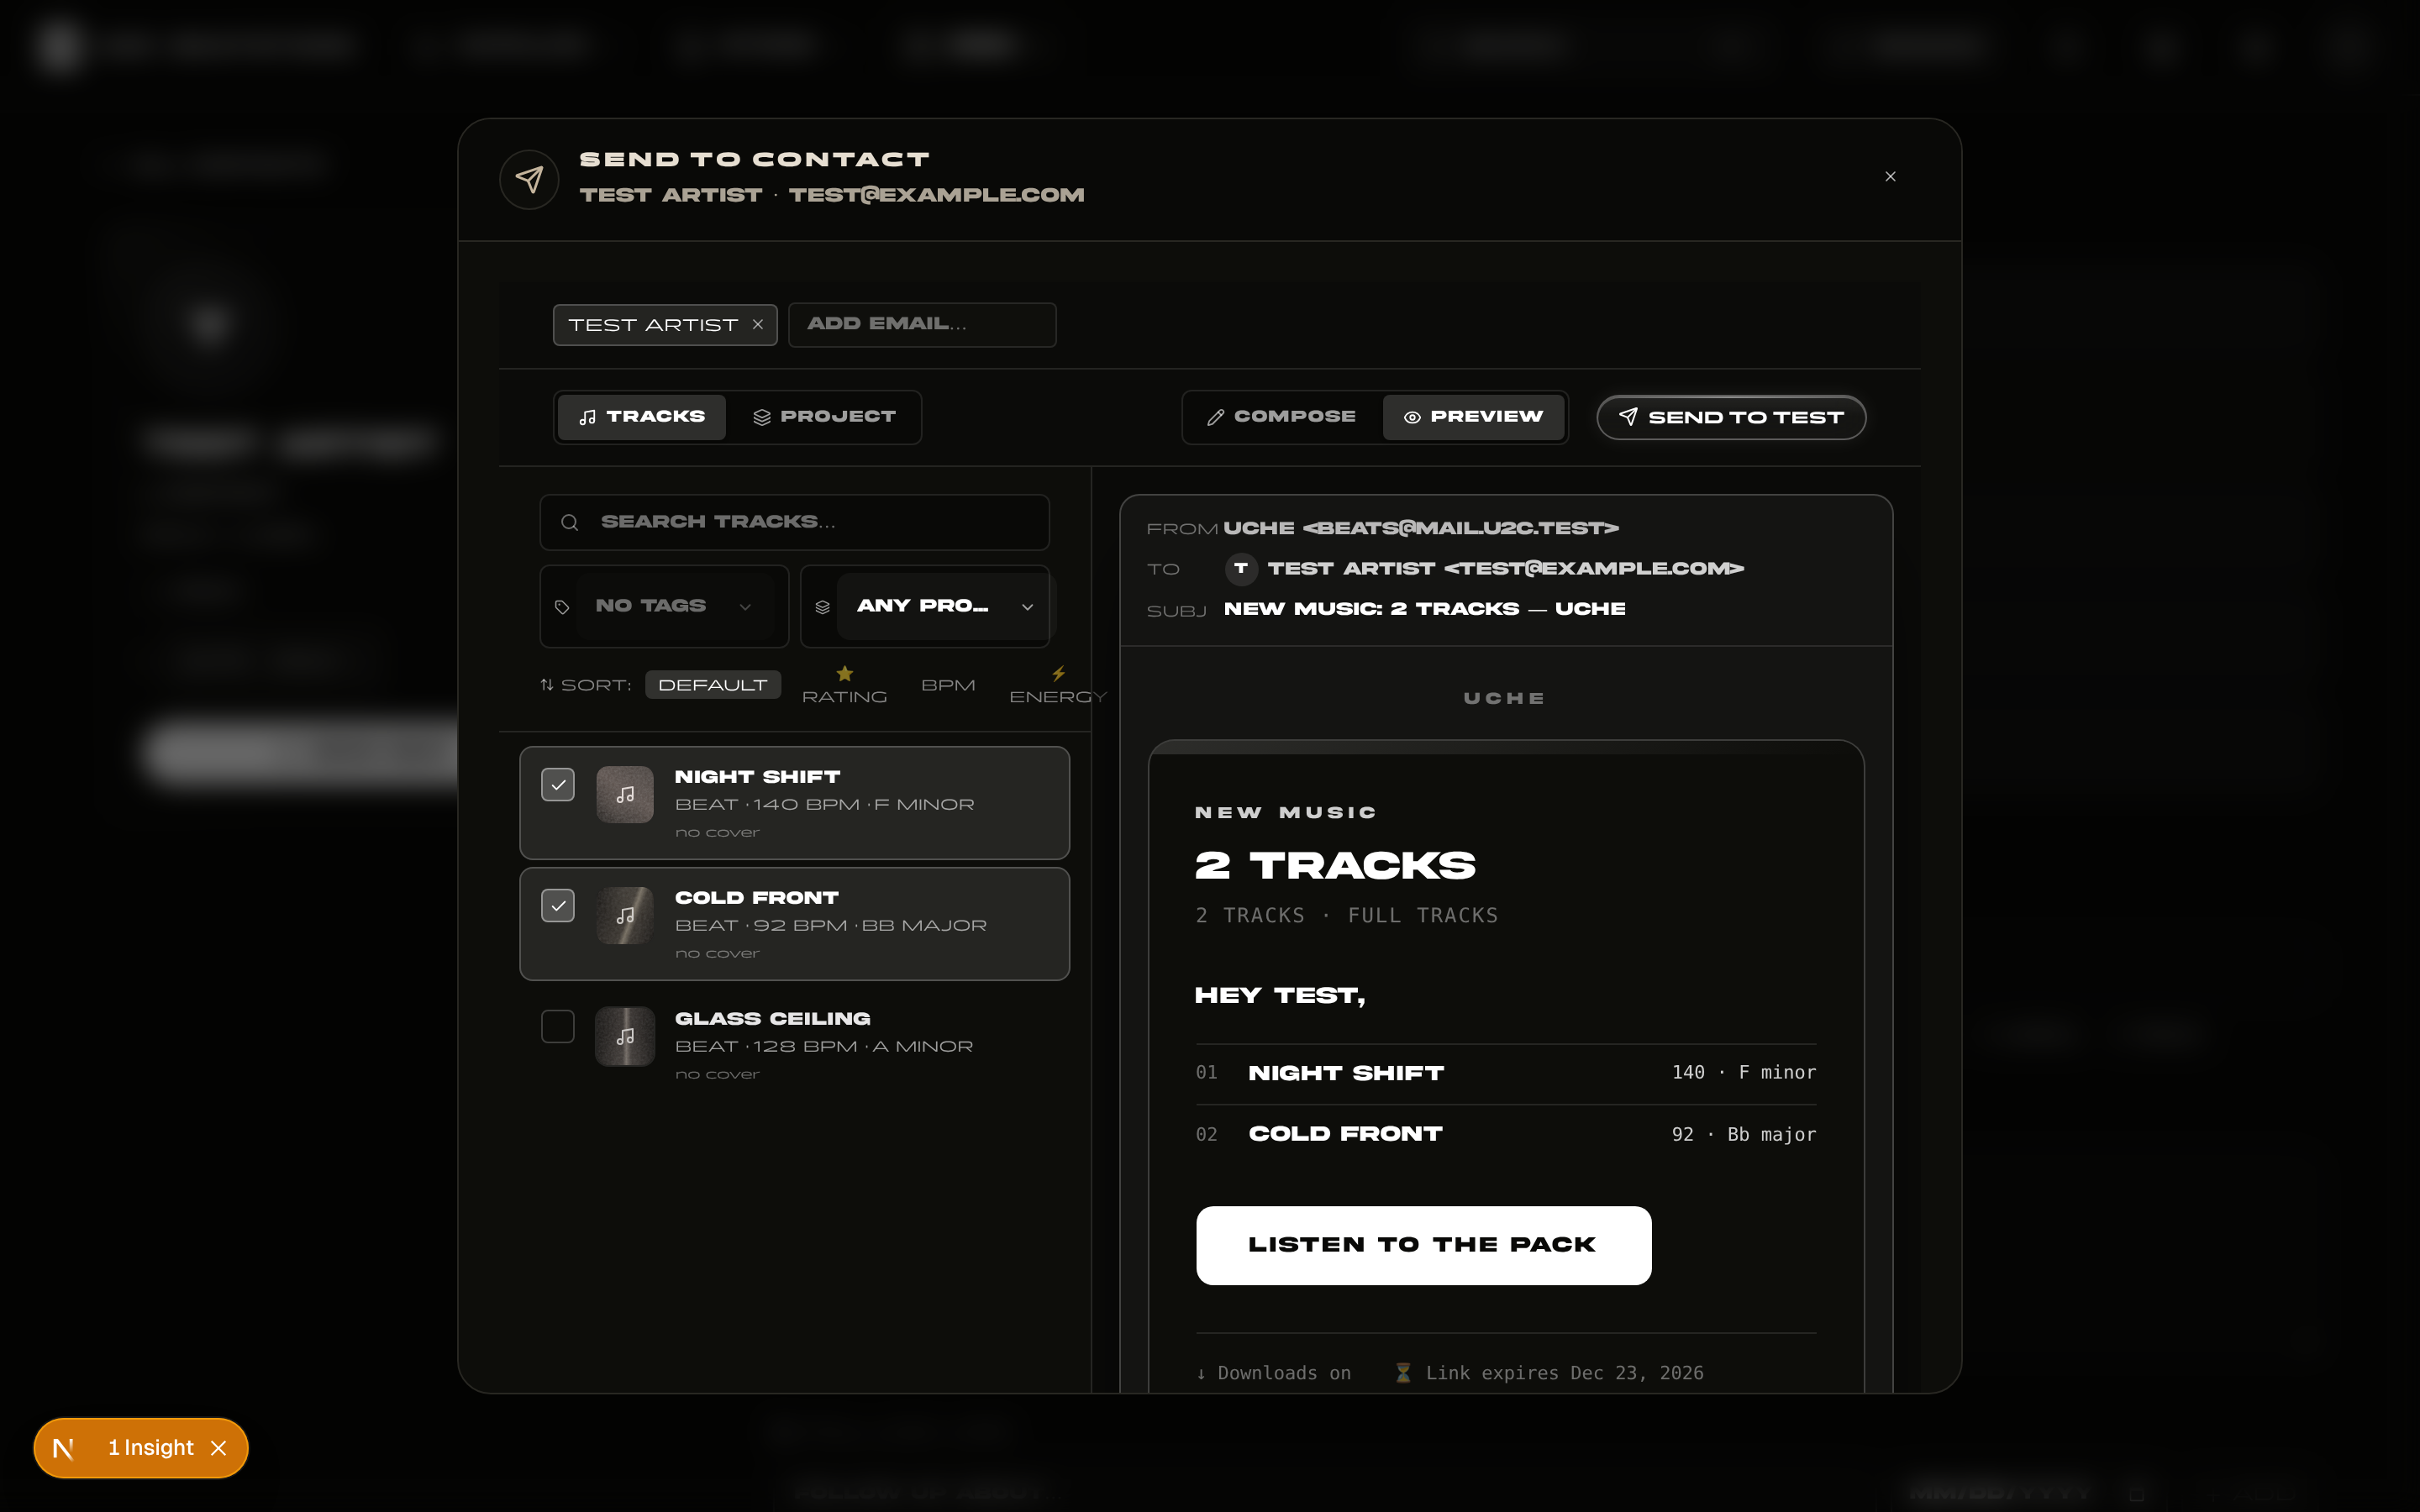 SEND TO CONTACT
TEST ARTIST · TEST@EXAMPLE.COM
TEST ARTIST
ADD EMAIL...
TRACKS
PROJECT
COMPOSE
PREVIEW
SEND TO TEST
SEARCH TRACKS...
NO TAGS
ANY PRO...
SORT:
DEFAULT
⭐ RATING
BPM
⚡ ENERGY
NIGHT SHIFT
BEAT · 140 BPM · F MINOR
no cover
COLD FRONT
BEAT · 92 BPM · BB MAJOR
no cover
GLASS CEILING
BEAT · 128 BPM · A MINOR
no cover
FROM UCHE <BEATS@MAIL.U2C.TEST>
TO T TEST ARTIST <TEST@EXAMPLE.COM>
SUBJ NEW MUSIC: 2 TRACKS — UCHE
UCHE
NEW MUSIC
2 TRACKS
2 TRACKS · FULL TRACKS
HEY TEST,
01 NIGHT SHIFT 140 · F minor
02 COLD FRONT 92 · Bb major
LISTEN TO THE PACK
↓ Downloads on ⏳ Link expires Dec 23, 2026
N 1 Insight